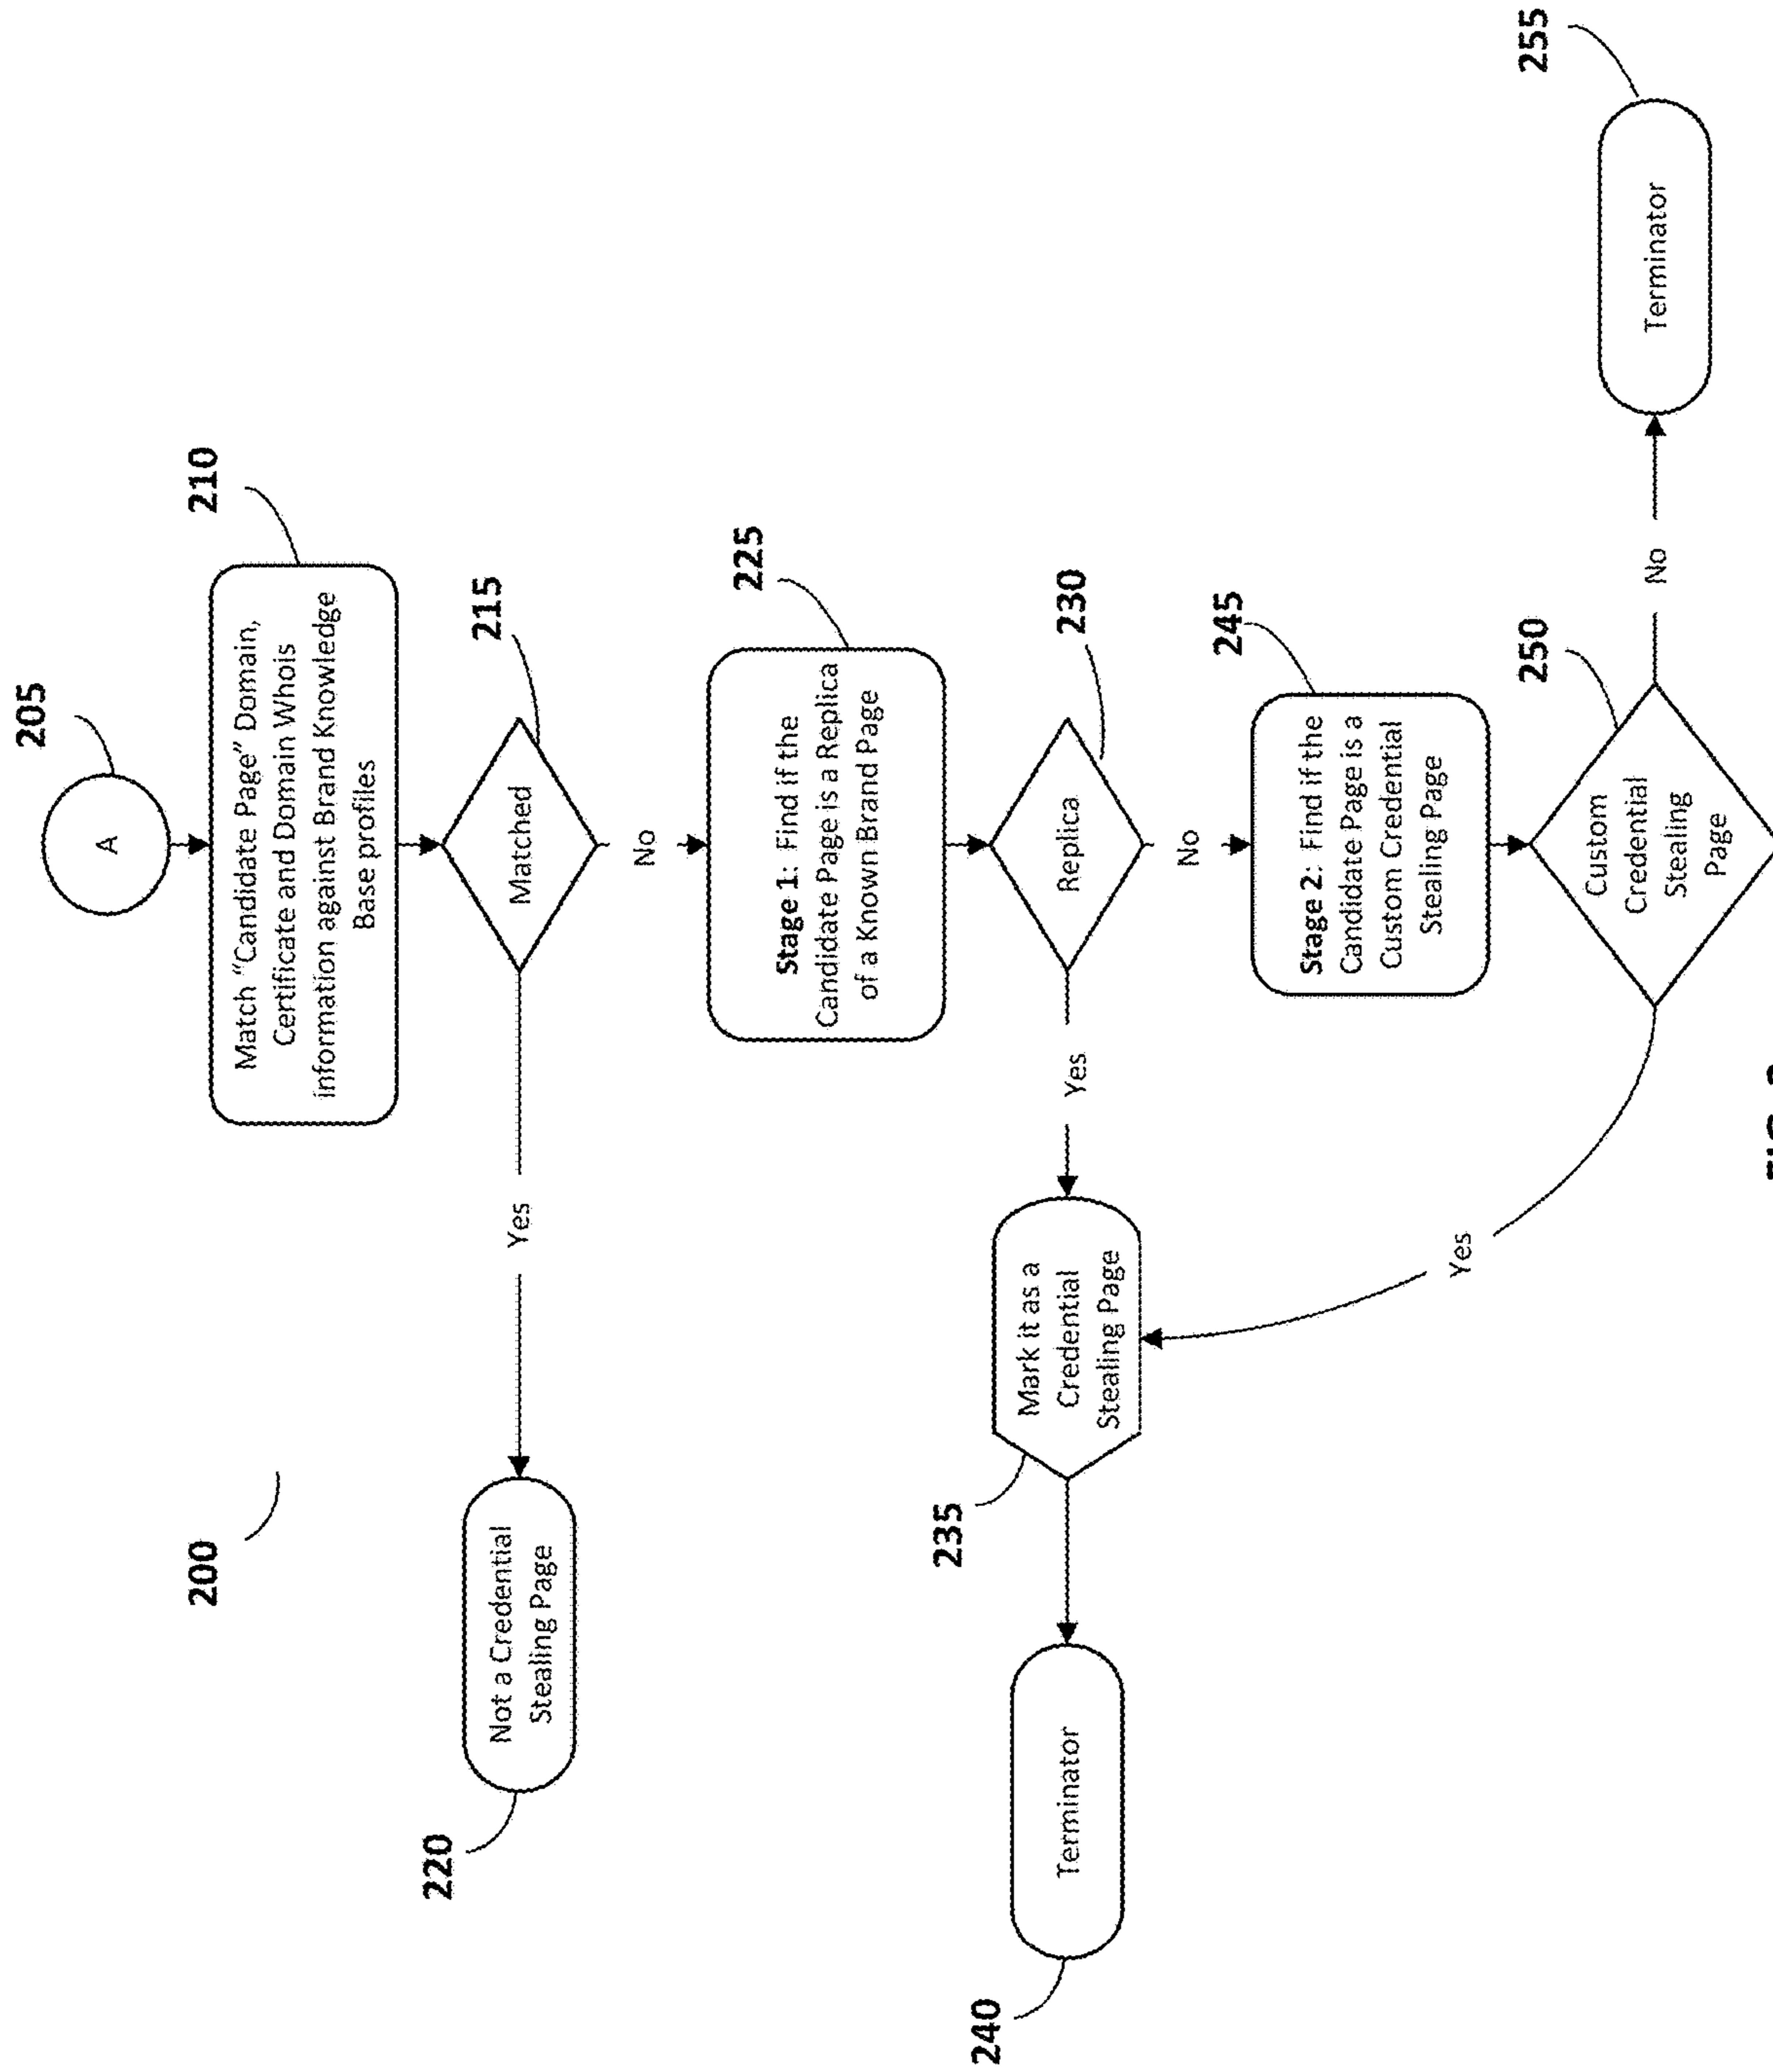 200
205
A
210
Match "Candidate Page" Domain,
Certificate and Domain Whois
information against Brand Knowledge
Base profiles
215
Matched
Yes
220
Not a Credential
Stealing Page
No
225
Stage 1: Find if the
Candidate Page is a Replica
of a Known Brand Page
230
Replica
Yes
235
Mark it as a
Credential
Stealing Page
240
Terminator
No
245
Stage 2: Find if the
Candidate Page is a
Custom Credential
Stealing Page
250
Custom
Credential
Stealing
Page
Yes
No
255
Terminator